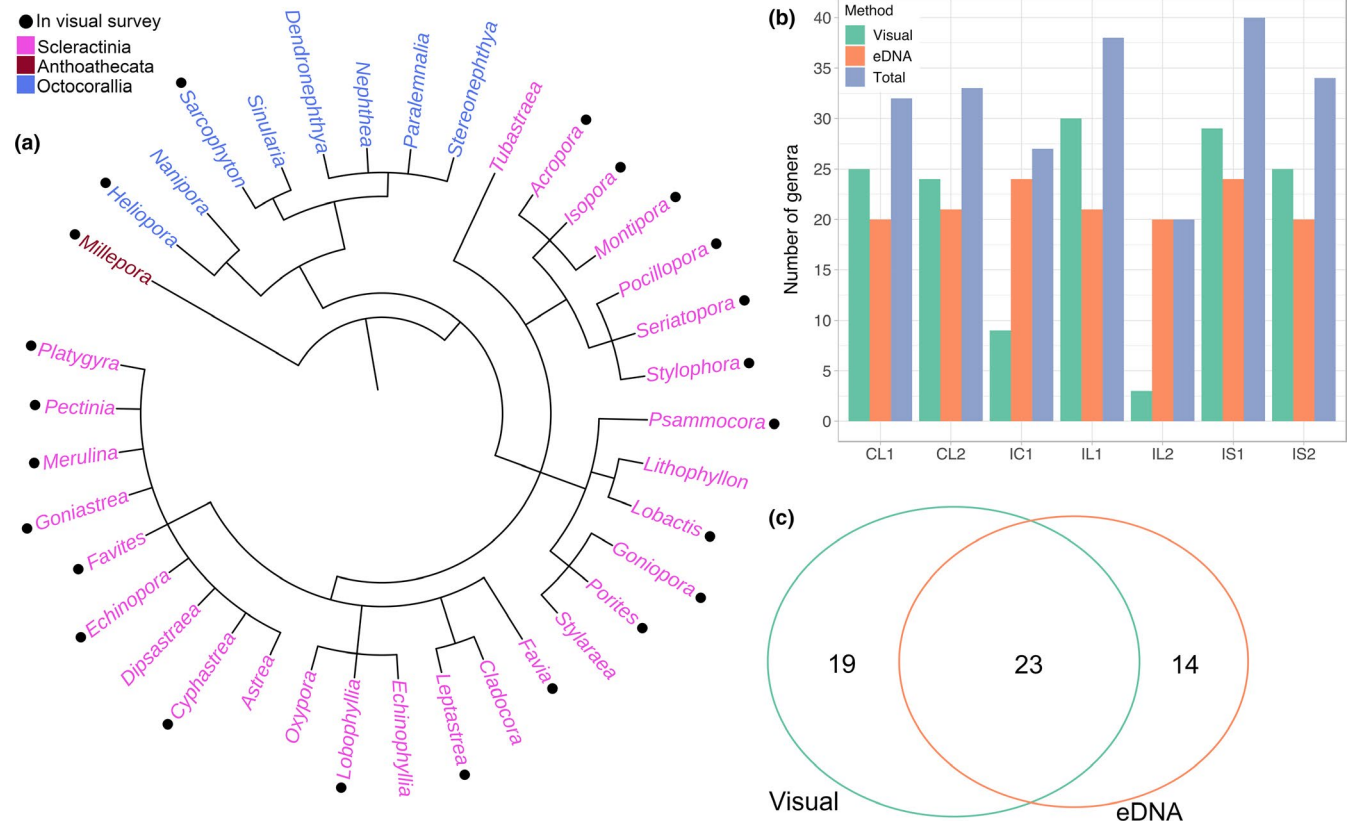 In visual survey
Scleractinia
Anthoathecata
Octocorallia
(a)
Millepora
Heliopora
Nanipora
Sarcophyton
Sinularia
Dendronephthya
Nephthea
Paralemnalia
Stereonephthya
Tubastraea
Acropora
Isopora
Montipora
Pocillopora
Seriatopora
Stylophora
Psammocora
Lithophyllon
Lobactis
Goniopora
Porites
Stylaraea
Favia
Cladocora
Leptastrea
Echinophyllia
Lobophyllia
Oxypora
Astrea
Cyphastrea
Dipsastraea
Echinopora
Favites
Goniastrea
Merulina
Pectinia
Platygyra
(b)
Method
Visual
eDNA
Total
Number of genera
40
35
30
25
20
15
10
5
0
CL1 CL2 IC1 IL1 IL2 IS1 IS2
(c)
19 23 14
Visual
eDNA